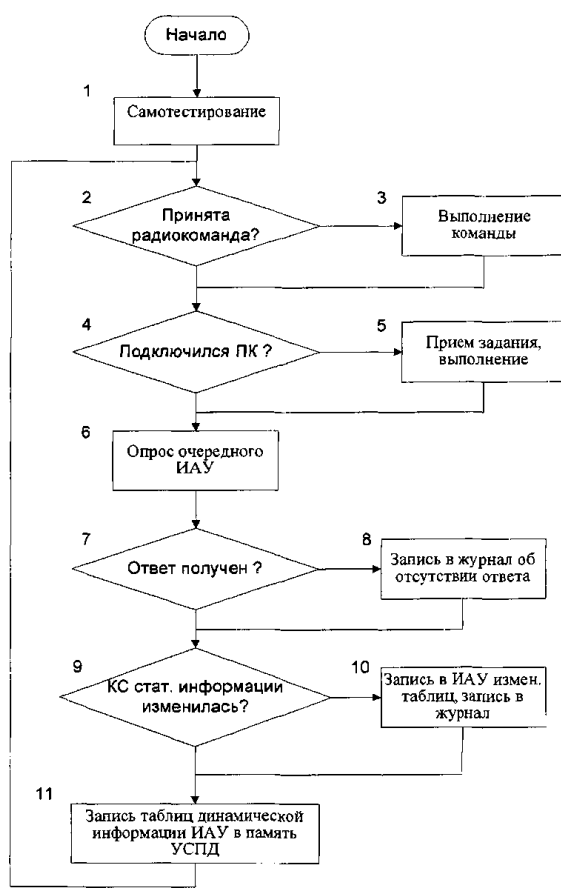 Начало
1
Самотестирование
2
Принята
радиокоманда?
3
Выполнение
команды
4
Подключился ПК ?
5
Прием задания,
выполнение
6
Опрос очередного
ИАУ
7
Ответ получен ?
8
Запись в журнал об
отсутствии ответа
9
КС стат. информации
изменилась?
10
Запись в ИАУ измен.
таблиц, запись в
журнал
11
Запись таблиц динамической
информации ИАУ в память
УСПД